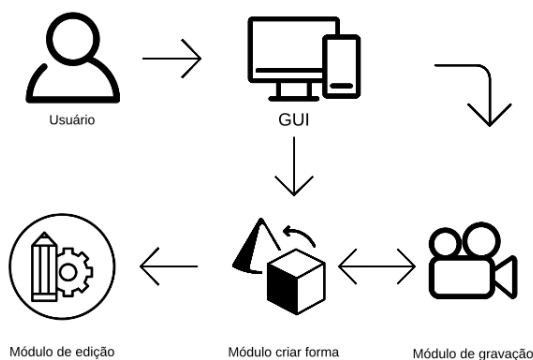 Usuário
GUI
Módulo de edição
Módulo criar forma
Módulo de gravação